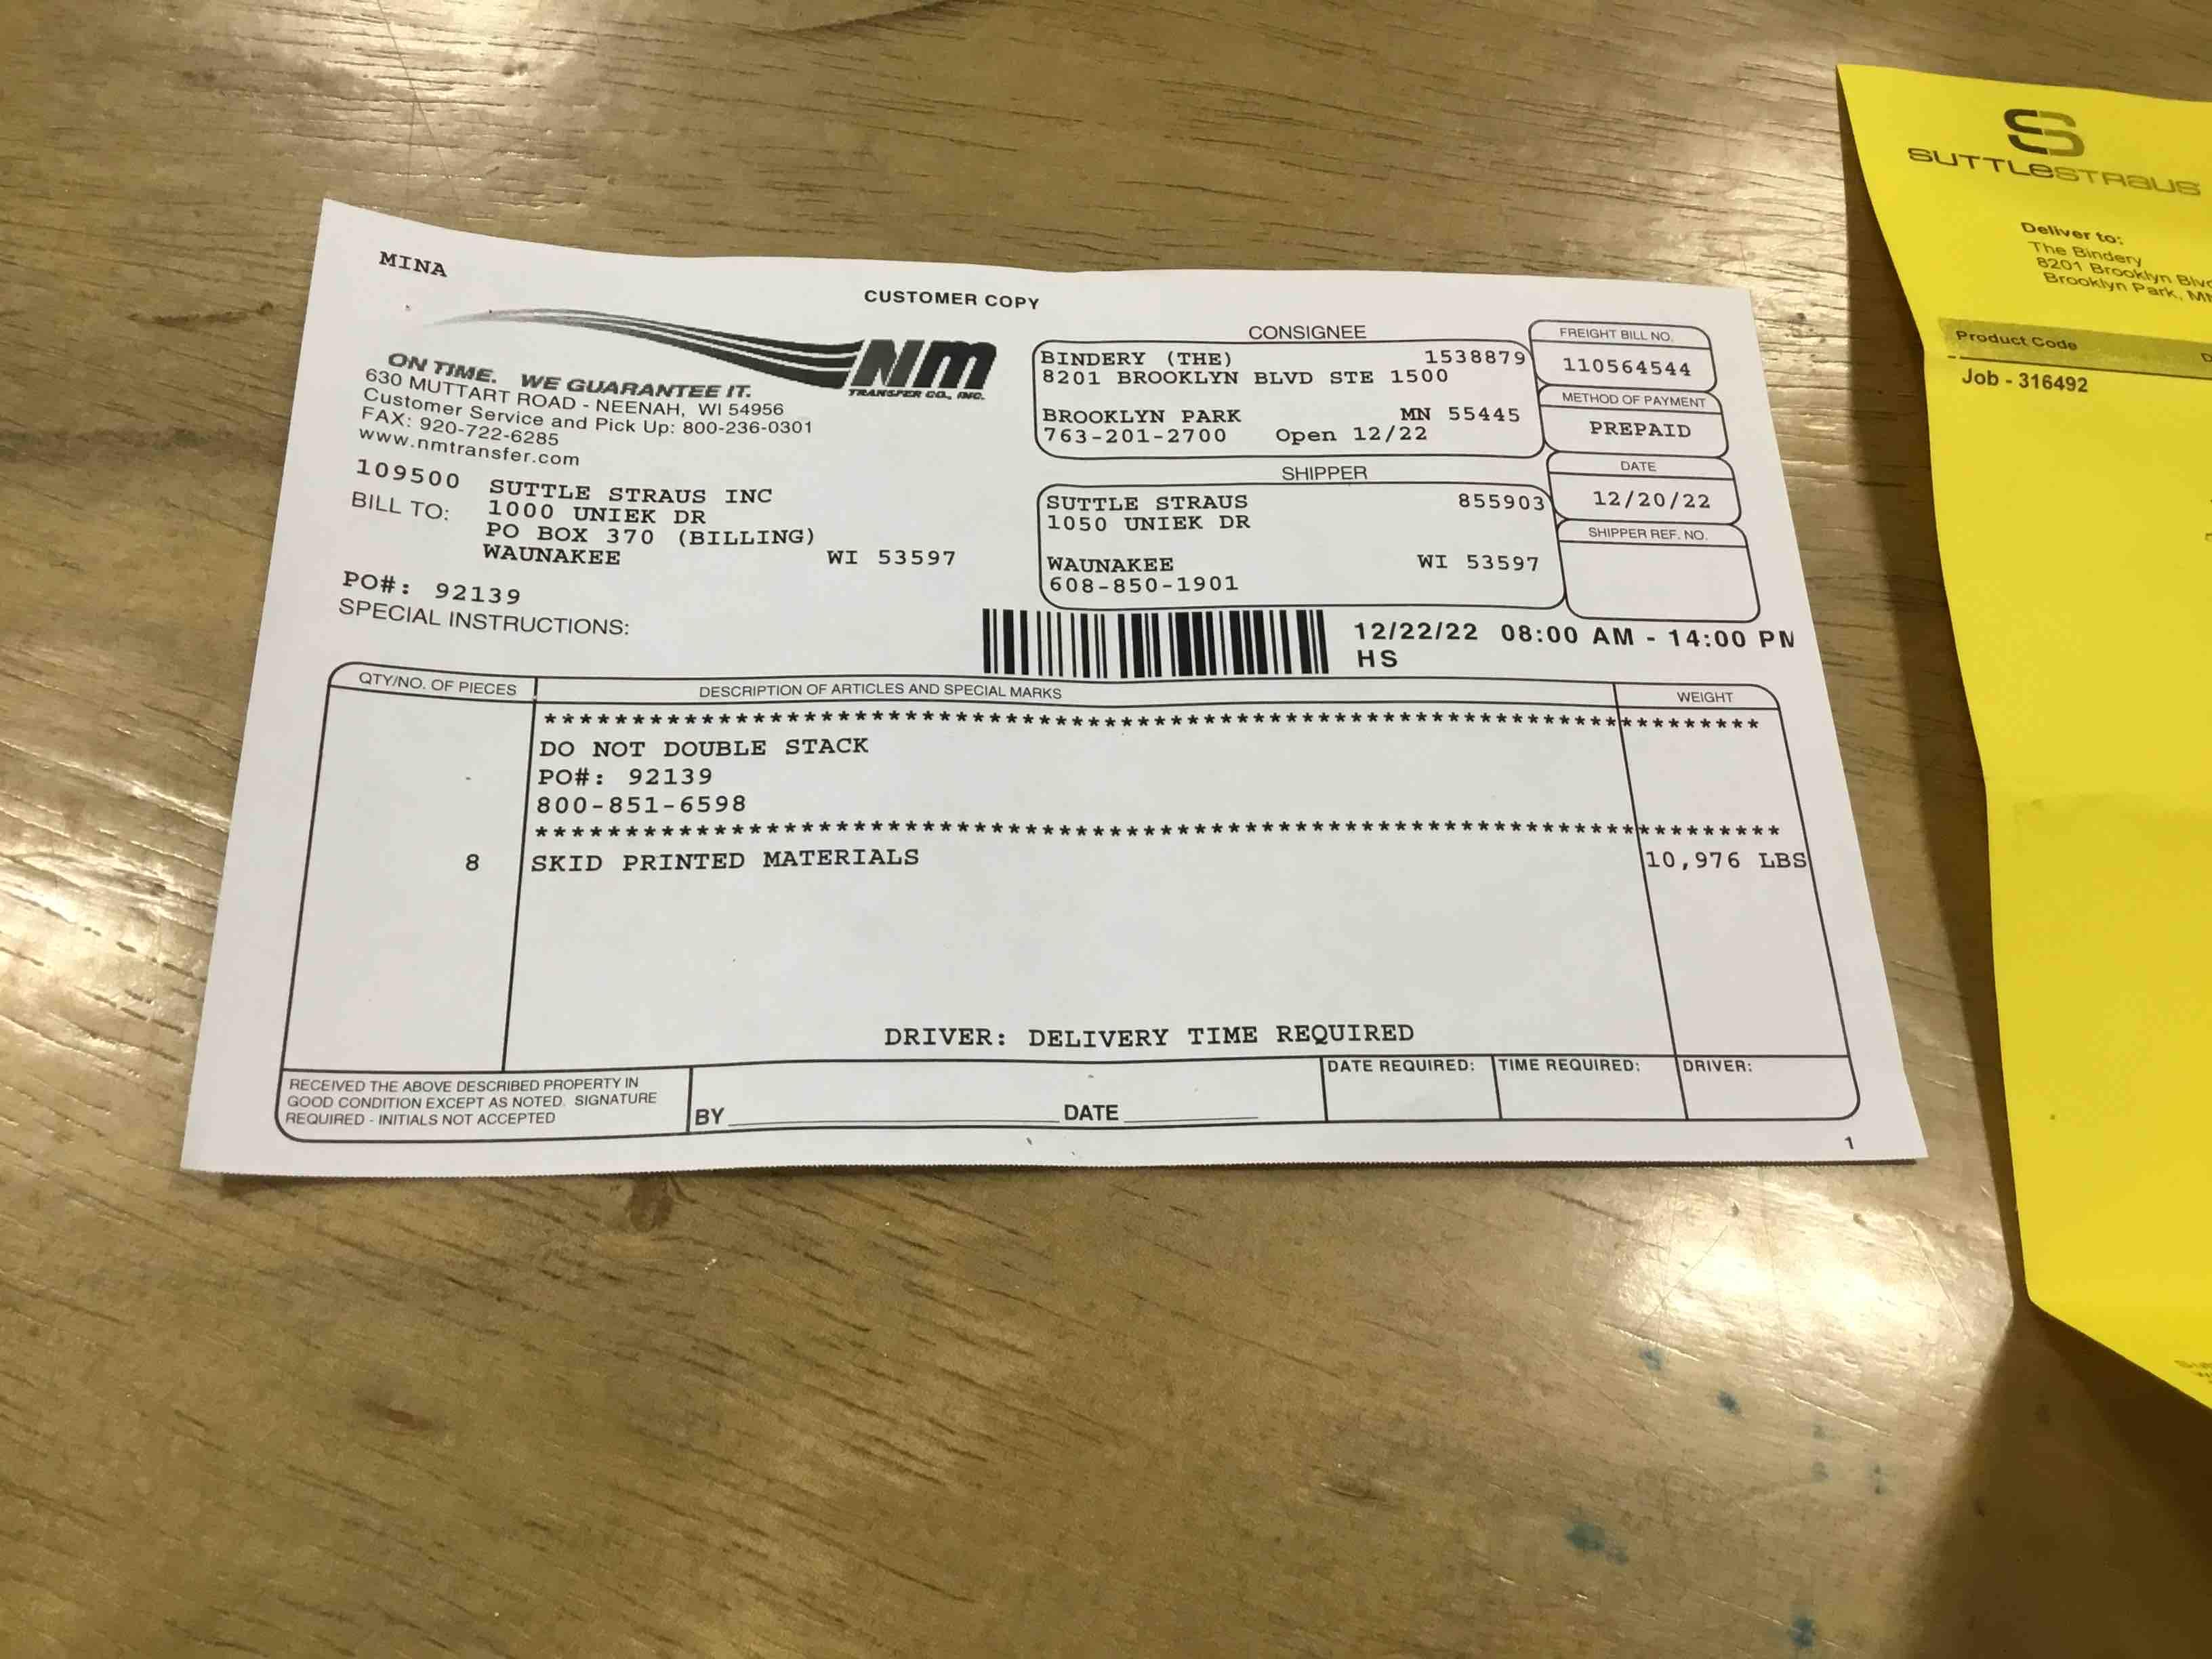 MINA
CUSTOMER COPY
NM
TRANSFER CO., INC.
ON TIME. WE GUARANTEE IT.
630 MUTTART ROAD - NEENAH, WI 54956
Customer Service and Pick Up: 800-236-0301
FAX: 920-722-6285
www.nmtransfer.com
109500 SUTTLE STRAUS INC
BILL TO: 1000 UNIEK DR
PO BOX 370 (BILLING)
WAUNAKEE WI 53597
PO#: 92139
SPECIAL INSTRUCTIONS:
CONSIGNEE
BINDERY (THE) 1538879
8201 BROOKLYN BLVD STE 1500
BROOKLYN PARK MN 55445
763-201-2700 Open 12/22
SHIPPER
SUTTLE STRAUS 855903
1050 UNIEK DR
WAUNAKEE WI 53597
608-850-1901
FREIGHT BILL NO.
110564544
METHOD OF PAYMENT
PREPAID
DATE
12/20/22
SHIPPER REF. NO.
12/22/22 08:00 AM - 14:00 PM
HS
QTY/NO. OF PIECES DESCRIPTION OF ARTICLES AND SPECIAL MARKS WEIGHT
DO NOT DOUBLE STACK
PO#: 92139
800-851-6598
8 SKID PRINTED MATERIALS 10,976 LBS
DRIVER: DELIVERY TIME REQUIRED
RECEIVED THE ABOVE DESCRIBED PROPERTY IN
GOOD CONDITION EXCEPT AS NOTED. SIGNATURE
REQUIRED - INITIALS NOT ACCEPTED
BY DATE
DATE REQUIRED: TIME REQUIRED: DRIVER:
1
SUTTLESTRAUS
Deliver to:
The Bindery
8201 Brooklyn Blv
Brooklyn Park, MN
Product Code
Job - 316492